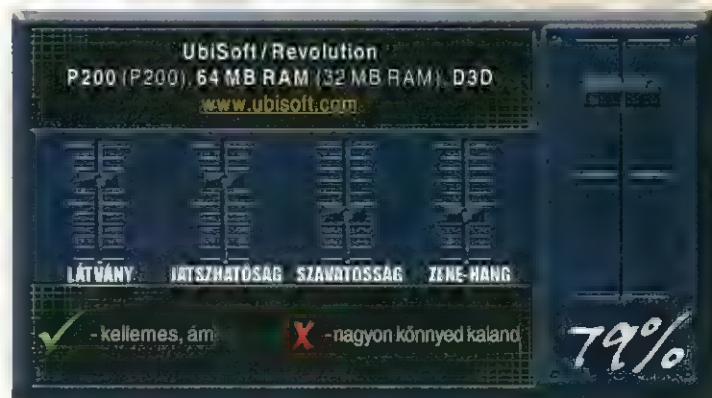 UbiSoft / Revolution
P200 (P200), 64 MB RAM (32 MB RAM), D3D
www.ubisoft.com
LÁTVÁNY JÁTSZHATÓSÁG SZAVATOSSÁG ZENE-HANG
- kellemes, ám X - nagyon könnyed kaland
79%